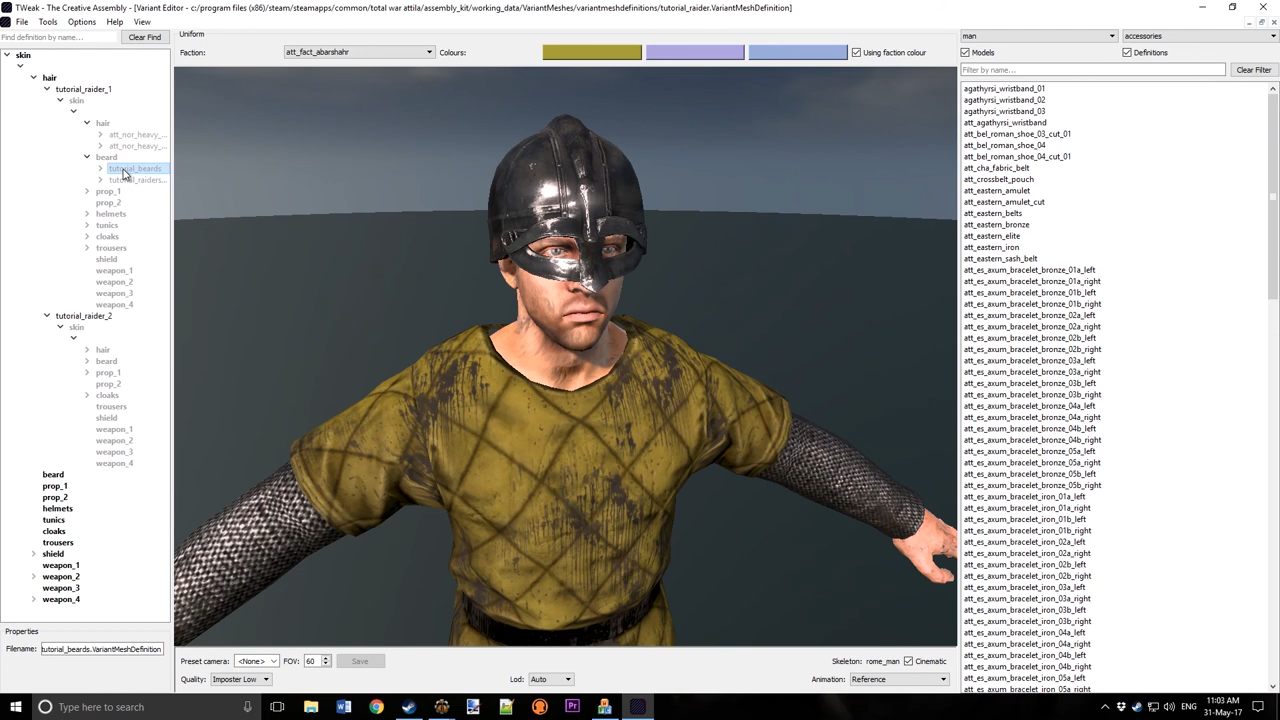 TWeak - The Creative Assembly - [Variant Editor - c:/program files (x86)/steam/steamapps/common/total war attila/assembly_kit/working_data/VariantMeshes/variantmeshdefinitions/tutorial_raider.VariantMeshDefinition]
File Tools Options Help View
Find definition by name... Clear Find
skin
hair
tutorial_raider_1
skin
hair
att_nor_heavy_...
att_nor_heavy_...
beard
tutorial_beards
tutorial_raiders...
prop_1
prop_2
helmets
tunics
cloaks
trousers
shield
weapon_1
weapon_2
weapon_3
weapon_4
tutorial_raider_2
skin
hair
beard
prop_1
prop_2
cloaks
trousers
shield
weapon_1
weapon_2
weapon_3
weapon_4
beard
prop_1
prop_2
helmets
tunics
cloaks
trousers
shield
weapon_1
weapon_2
weapon_3
weapon_4
Properties
Filename: tutorial_beards.VariantMeshDefinition
Uniform
Faction: att_fact_abarshahr Colours: Using faction colour
Preset camera: <None> FOV: 60 Save Skeleton: rome_man Cinematic
Quality: Imposter Low Lod: Auto Animation: Reference
man accessories
Models Definitions
Filter by name... Clear Filter
agathyrsi_wristband_01
agathyrsi_wristband_02
agathyrsi_wristband_03
att_agathyrsi_wristband
att_bel_roman_shoe_03_cut_01
att_bel_roman_shoe_04
att_bel_roman_shoe_04_cut_01
att_cha_fabric_belt
att_crossbelt_pouch
att_eastern_amulet
att_eastern_amulet_cut
att_eastern_belts
att_eastern_bronze
att_eastern_elite
att_eastern_iron
att_eastern_sash_belt
att_es_axum_bracelet_bronze_01a_left
att_es_axum_bracelet_bronze_01a_right
att_es_axum_bracelet_bronze_01b_left
att_es_axum_bracelet_bronze_01b_right
att_es_axum_bracelet_bronze_02a_left
att_es_axum_bracelet_bronze_02a_right
att_es_axum_bracelet_bronze_02b_left
att_es_axum_bracelet_bronze_02b_right
att_es_axum_bracelet_bronze_03a_left
att_es_axum_bracelet_bronze_03a_right
att_es_axum_bracelet_bronze_03b_left
att_es_axum_bracelet_bronze_03b_right
att_es_axum_bracelet_bronze_04a_left
att_es_axum_bracelet_bronze_04a_right
att_es_axum_bracelet_bronze_04b_left
att_es_axum_bracelet_bronze_04b_right
att_es_axum_bracelet_bronze_05a_left
att_es_axum_bracelet_bronze_05a_right
att_es_axum_bracelet_bronze_05b_left
att_es_axum_bracelet_bronze_05b_right
att_es_axum_bracelet_iron_01a_left
att_es_axum_bracelet_iron_01a_right
att_es_axum_bracelet_iron_01b_left
att_es_axum_bracelet_iron_01b_right
att_es_axum_bracelet_iron_02a_left
att_es_axum_bracelet_iron_02a_right
att_es_axum_bracelet_iron_02b_left
att_es_axum_bracelet_iron_02b_right
att_es_axum_bracelet_iron_03a_left
att_es_axum_bracelet_iron_03a_right
att_es_axum_bracelet_iron_03b_left
att_es_axum_bracelet_iron_03b_right
att_es_axum_bracelet_iron_04a_left
att_es_axum_bracelet_iron_04a_right
att_es_axum_bracelet_iron_04b_left
att_es_axum_bracelet_iron_04b_right
att_es_axum_bracelet_iron_05a_left
att_es_axum_bracelet_iron_05a_right
Type here to search
Pr
11:03 AM
31-May-17